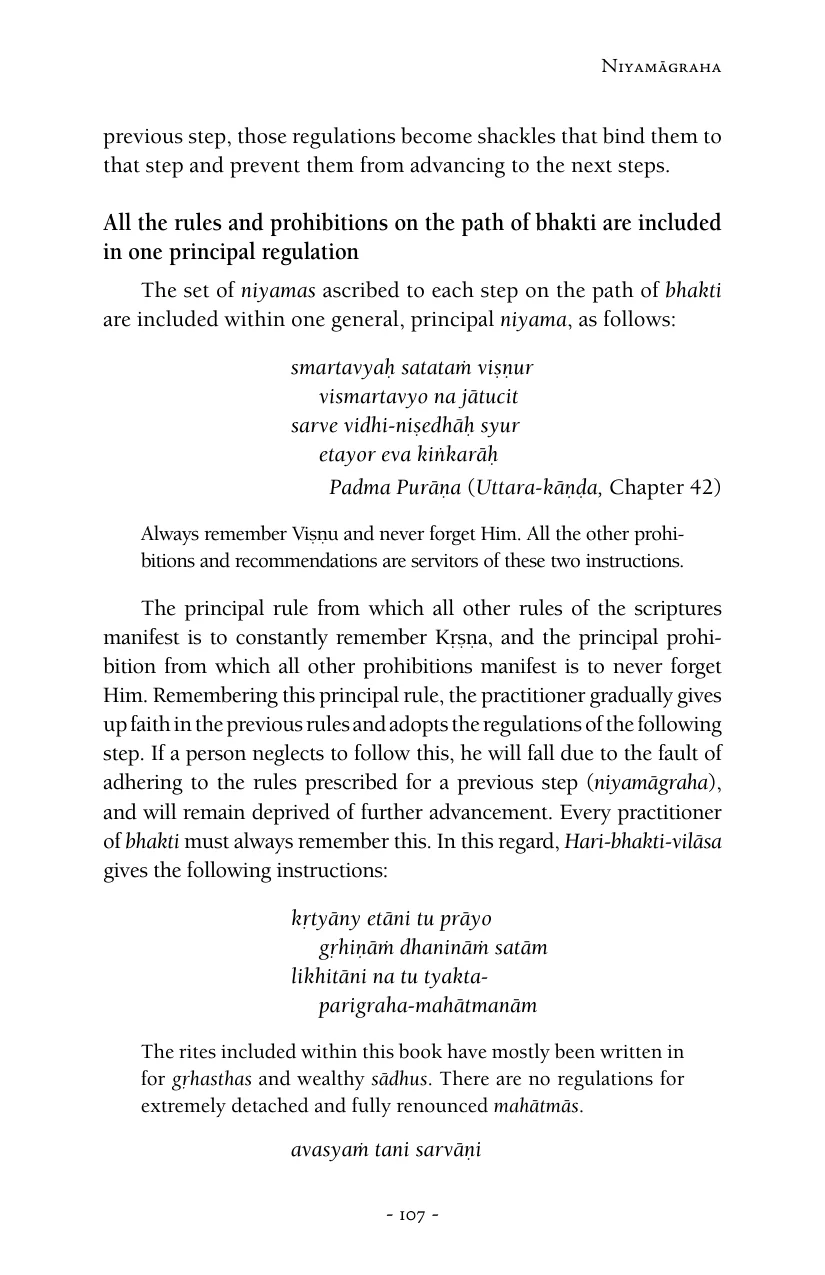 Niyamāgraha
previous step, those regulations become shackles that bind them to
that step and prevent them from advancing to the next steps.
All the rules and prohibitions on the path of bhakti are included
in one principal regulation
The set of niyamas ascribed to each step on the path of bhakti
are included within one general, principal niyama, as follows:
smartavyaḥ satataṁ viṣṇur
vismartavyo na jātucit
sarve vidhi-niṣedhāḥ syur
etayor eva kiṅkarāḥ
Padma Purāṇa (Uttara-kāṇḍa, Chapter 42)
Always remember Viṣṇu and never forget Him. All the other prohi-
bitions and recommendations are servitors of these two instructions.
The principal rule from which all other rules of the scriptures
manifest is to constantly remember Kṛṣṇa, and the principal prohi-
bition from which all other prohibitions manifest is to never forget
Him. Remembering this principal rule, the practitioner gradually gives
up faith in the previous rules and adopts the regulations of the following
step. If a person neglects to follow this, he will fall due to the fault of
adhering to the rules prescribed for a previous step (niyamāgraha),
and will remain deprived of further advancement. Every practitioner
of bhakti must always remember this. In this regard, Hari-bhakti-vilāsa
gives the following instructions:
kṛtyāny etāni tu prāyo
gṛhiṇāṁ dhanināṁ satām
likhitāni na tu tyakta-
parigraha-mahātmanām
The rites included within this book have mostly been written in
for gṛhasthas and wealthy sādhus. There are no regulations for
extremely detached and fully renounced mahātmās.
avasyaṁ tani sarvāṇi
- 107 -